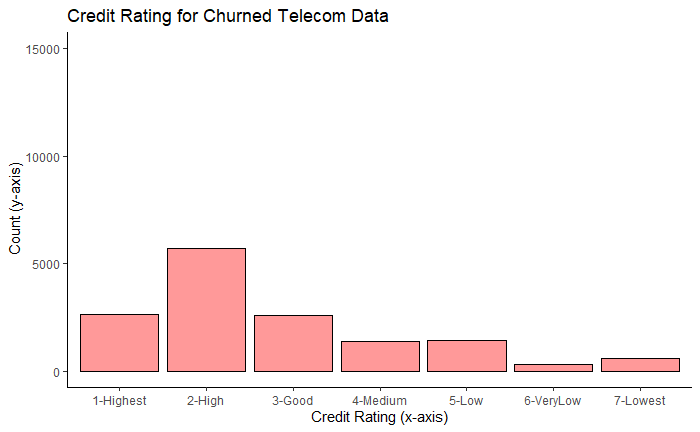 Credit Rating for Churned Telecom Data
15000
10000
5000
0
Count (y-axis)
1-Highest 2-High 3-Good 4-Medium 5-Low 6-VeryLow 7-Lowest
Credit Rating (x-axis)